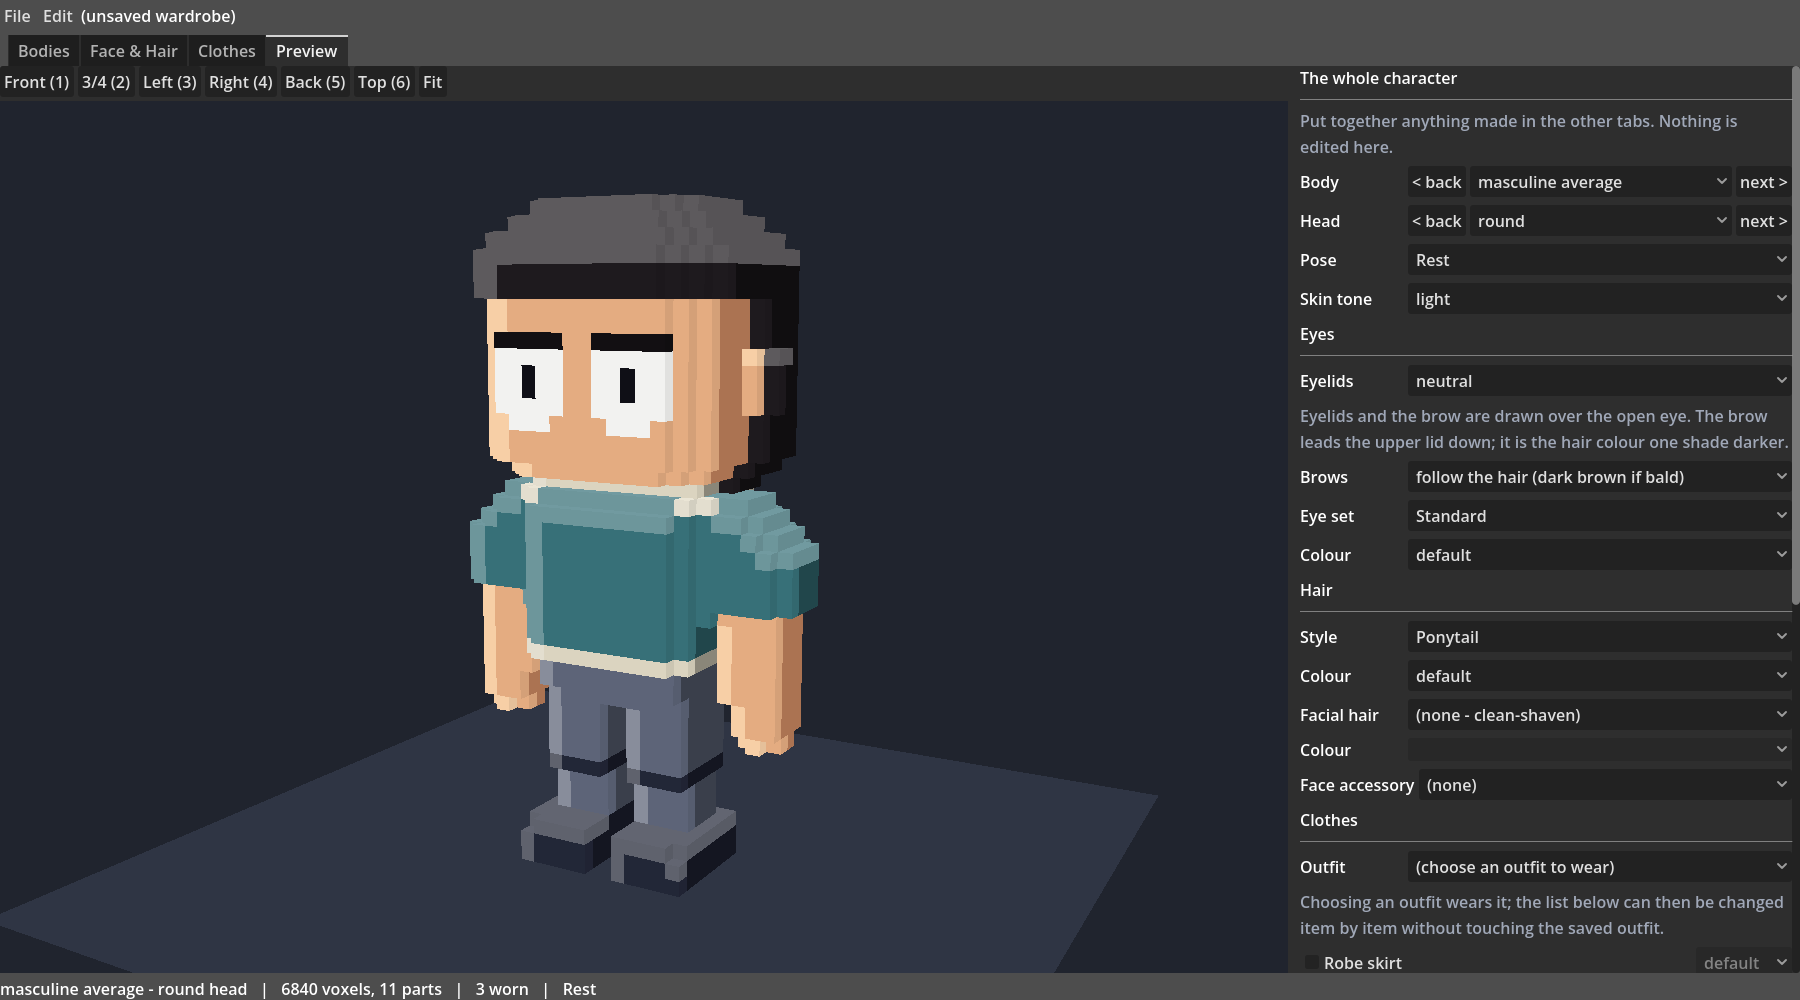 File Edit (unsaved wardrobe)
Bodies Face & Hair Clothes Preview
Front (1) 3/4 (2) Left (3) Right (4) Back (5) Top (6) Fit
The whole character
Put together anything made in the other tabs. Nothing is
edited here.
Body < back masculine average next >
Head < back round next >
Pose Rest
Skin tone light
Eyes
Eyelids neutral
Eyelids and the brow are drawn over the open eye. The brow
leads the upper lid down; it is the hair colour one shade darker.
Brows follow the hair (dark brown if bald)
Eye set Standard
Colour default
Hair
Style Ponytail
Colour default
Facial hair (none - clean-shaven)
Colour
Face accessory (none)
Clothes
Outfit (choose an outfit to wear)
Choosing an outfit wears it; the list below can then be changed
item by item without touching the saved outfit.
Robe skirt default
masculine average - round head | 6840 voxels, 11 parts | 3 worn | Rest